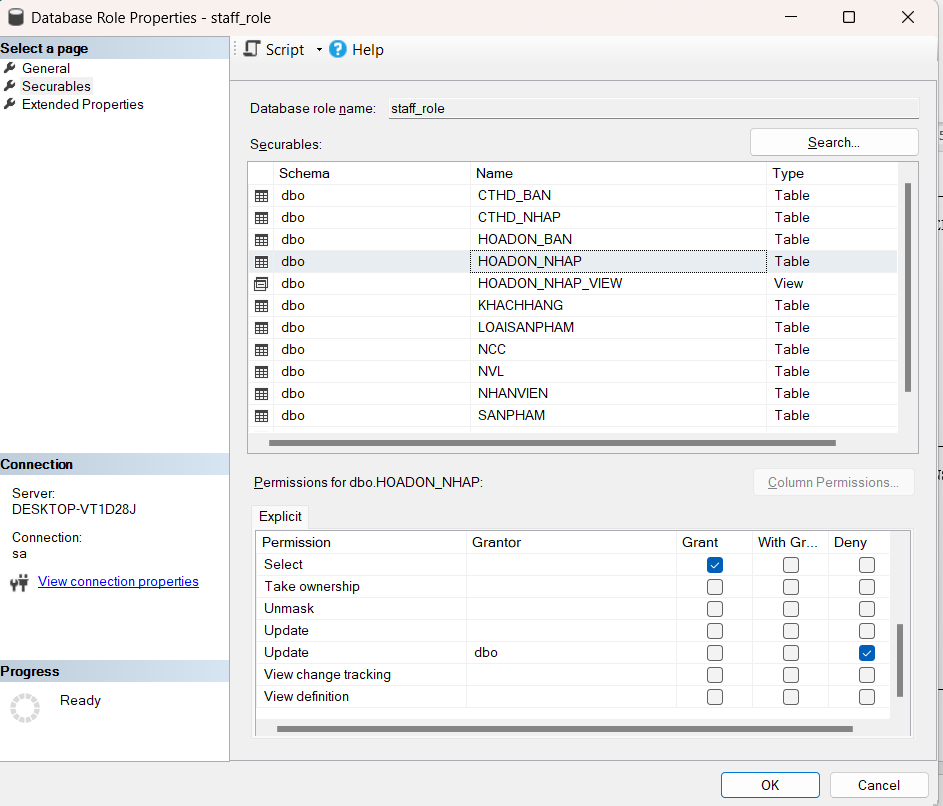 Database Role Properties - staff_role
Select a page
General
Securables
Extended Properties
Connection
Server:
DESKTOP-VT1D28J
Connection:
sa
View connection properties
Progress
Ready
Script
Help
Database role name: staff_role
Securables:
Search...
Schema Name Type
dbo CTHD_BAN Table
dbo CTHD_NHAP Table
dbo HOADON_BAN Table
dbo HOADON_NHAP Table
dbo HOADON_NHAP_VIEW View
dbo KHACHHANG Table
dbo LOAISANPHAM Table
dbo NCC Table
dbo NVL Table
dbo NHANVIEN Table
dbo SANPHAM Table
Permissions for dbo.HOADON_NHAP:
Column Permissions...
Explicit
Permission Grantor Grant With Gr... Deny
Select
Take ownership
Unmask
Update
Update dbo
View change tracking
View definition
OK Cancel